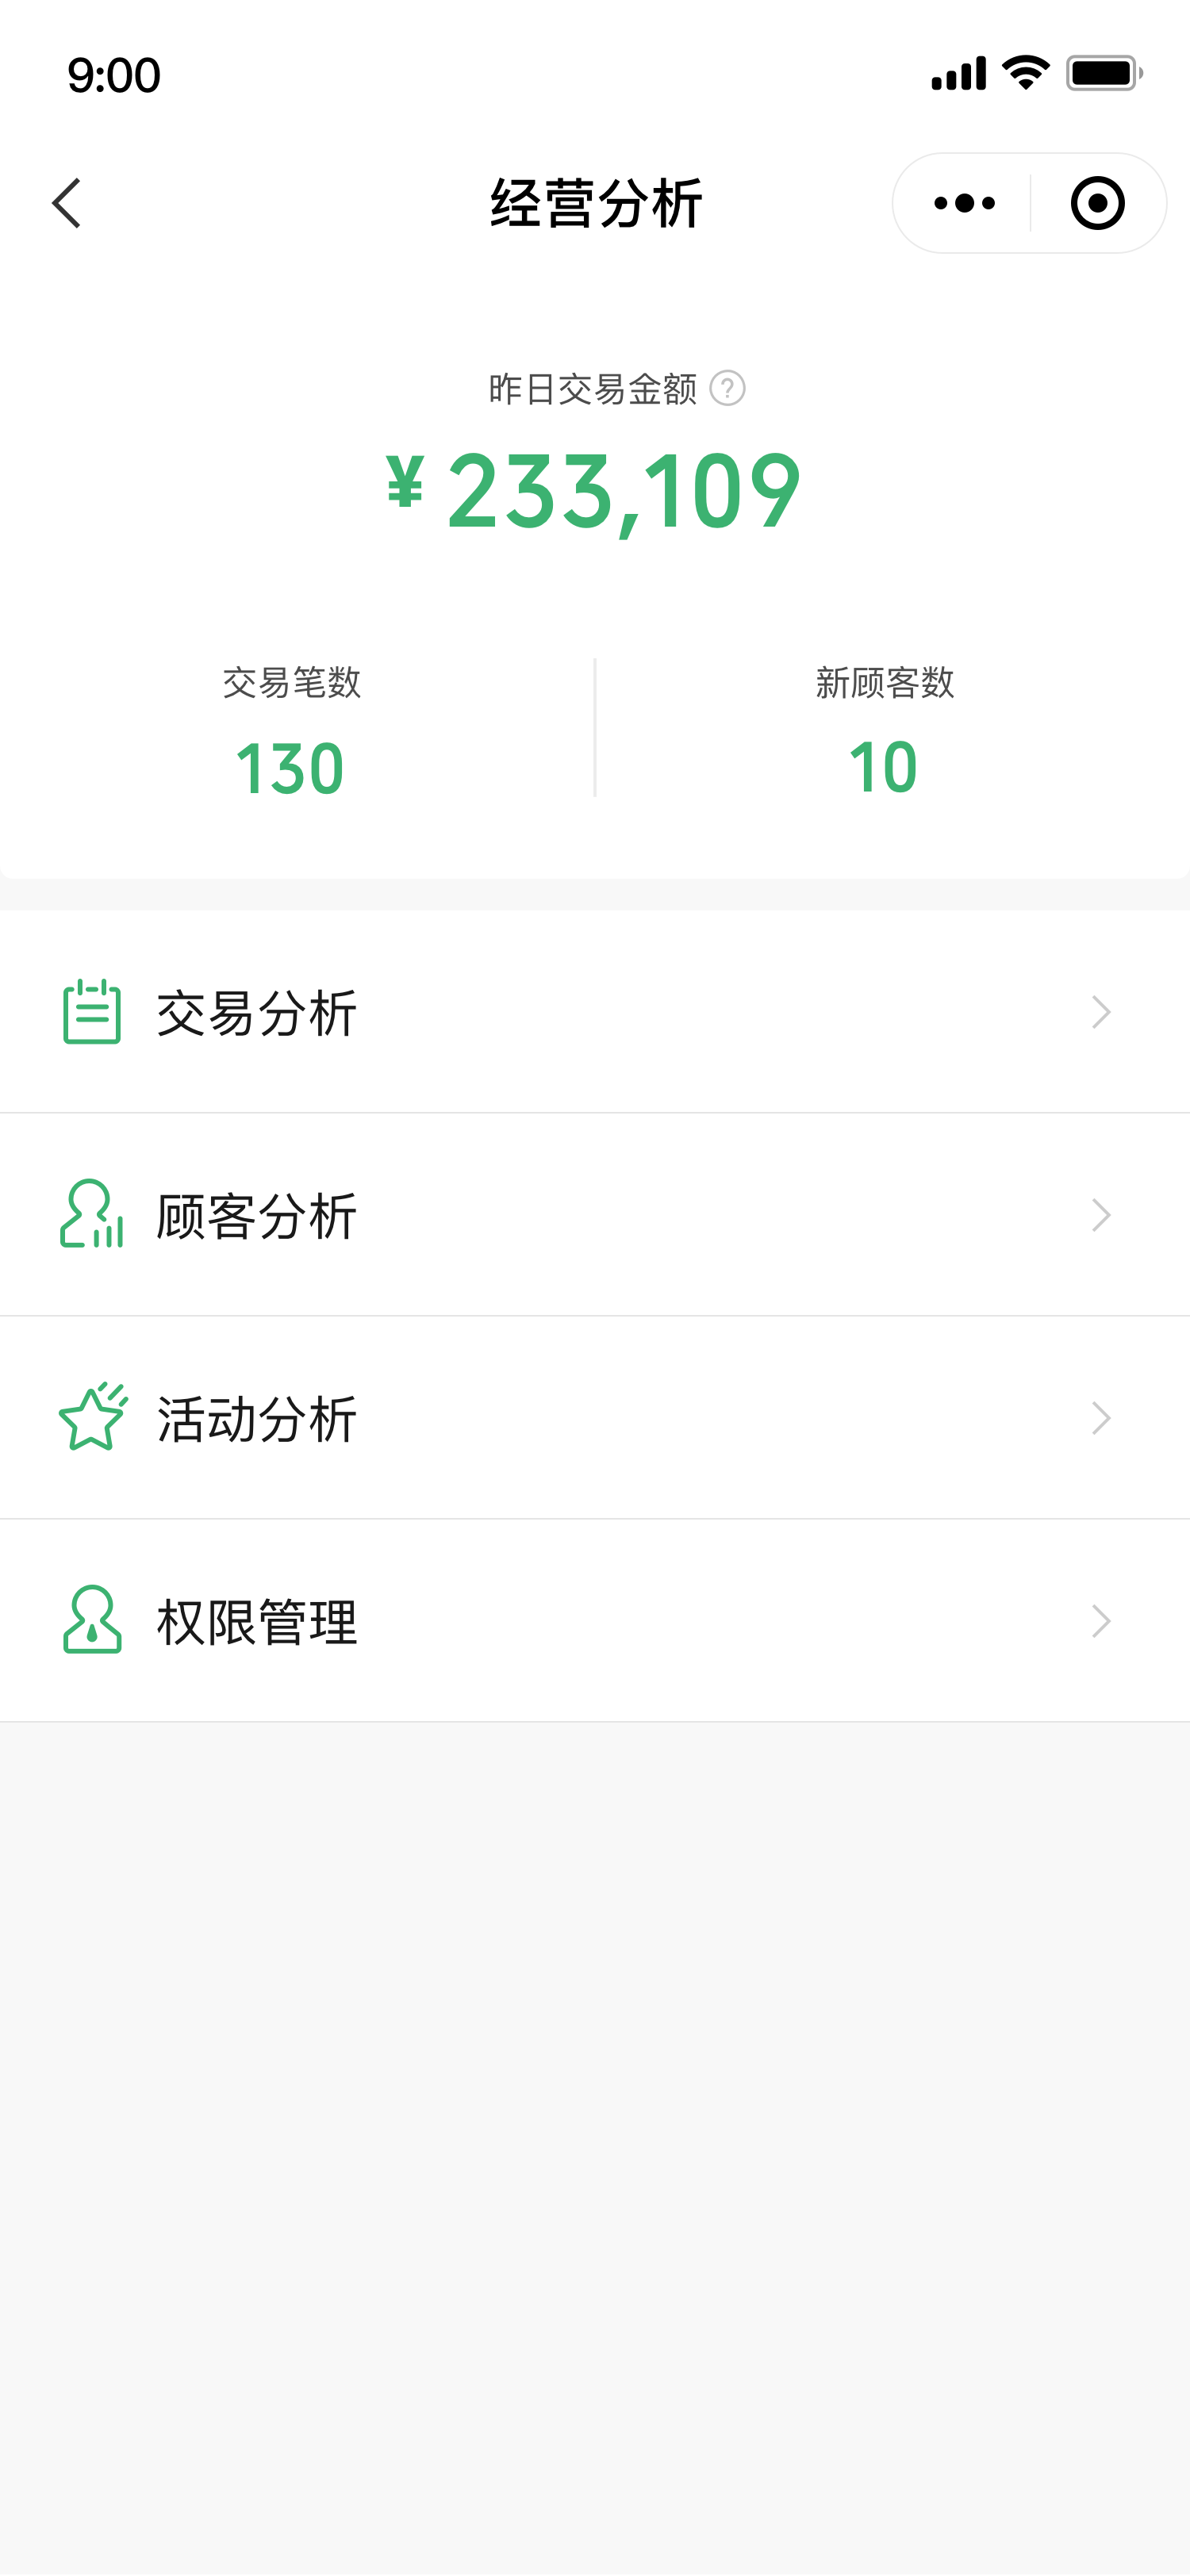 9:00
经营分析
昨日交易金额 ?
¥ 233,109
交易笔数
新顾客数
130
10
交易分析
顾客分析
活动分析
权限管理